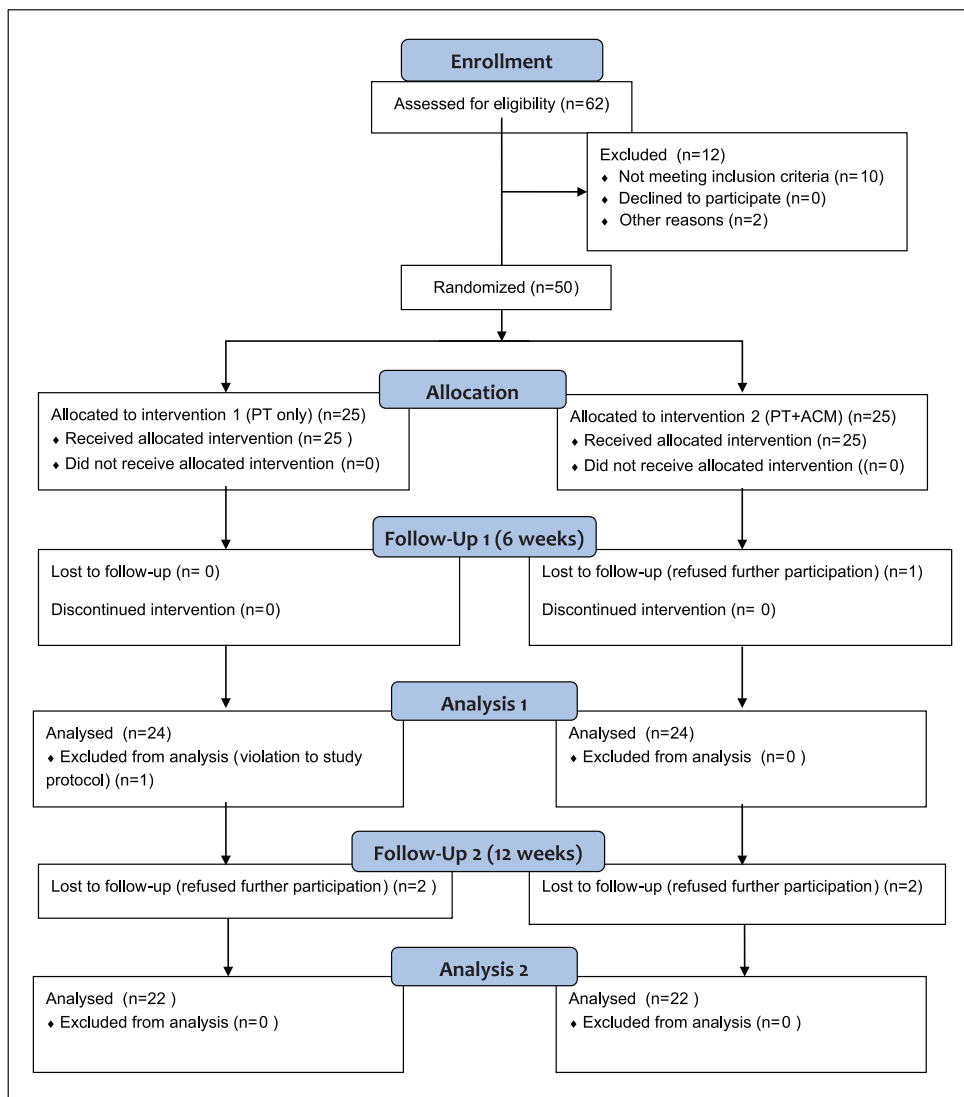 Enrollment
Assessed for eligibility (n=62)
Excluded (n=12)
♦ Not meeting inclusion criteria (n=10)
♦ Declined to participate (n=0)
♦ Other reasons (n=2)
Randomized (n=50)
Allocation
Allocated to intervention 1 (PT only) (n=25)
♦ Received allocated intervention (n=25 )
♦ Did not receive allocated intervention (n=0)
Allocated to intervention 2 (PT+ACM) (n=25)
♦ Received allocated intervention (n=25)
♦ Did not receive allocated intervention ((n=0)
Follow-Up 1 (6 weeks)
Lost to follow-up (n= 0)
Discontinued intervention (n=0)
Lost to follow-up (refused further participation) (n=1)
Discontinued intervention (n= 0)
Analysis 1
Analysed (n=24)
♦ Excluded from analysis (violation to study
protocol) (n=1)
Analysed (n=24)
♦ Excluded from analysis (n=0 )
Follow-Up 2 (12 weeks)
Lost to follow-up (refused further participation) (n=2 )
Lost to follow-up (refused further participation) (n=2)
Analysis 2
Analysed (n=22 )
♦ Excluded from analysis (n=0 )
Analysed (n=22 )
♦ Excluded from analysis (n=0 )